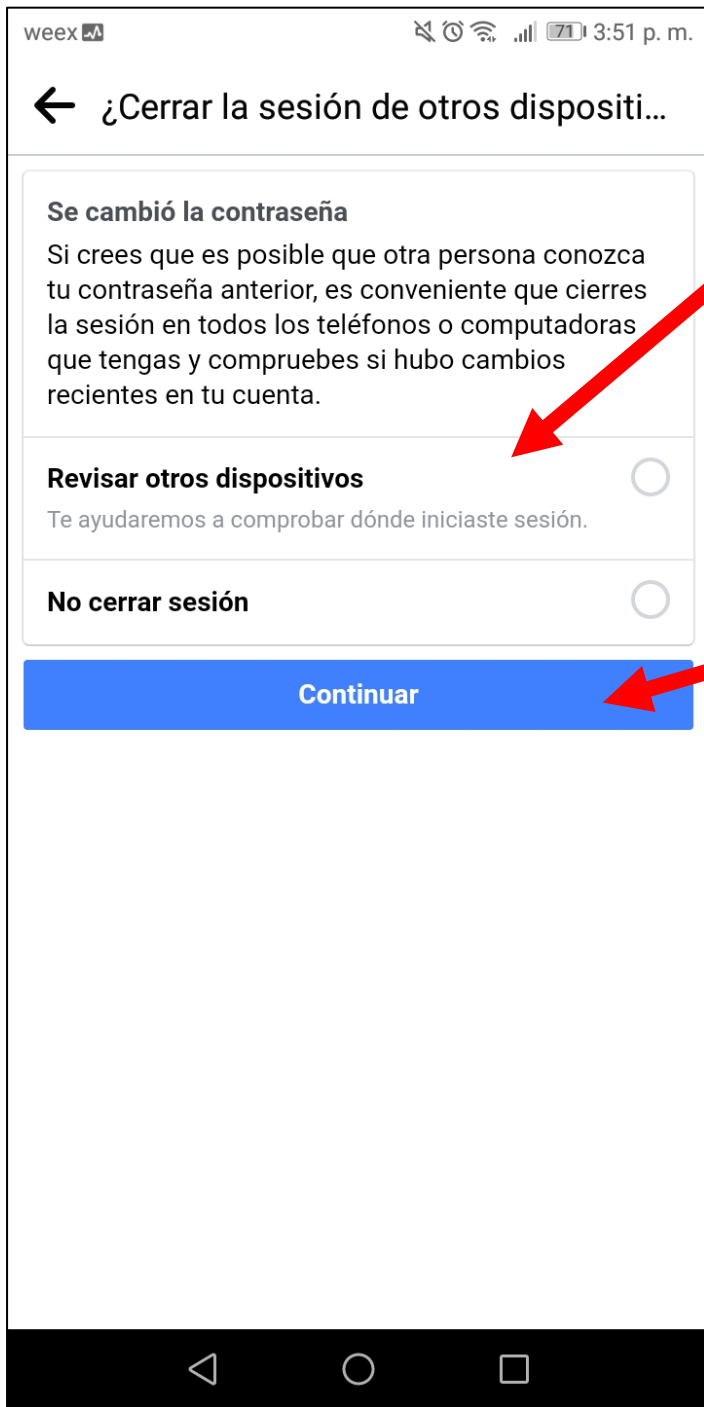 weex 71 3:51 p. m.
¿Cerrar la sesión de otros dispositi...
Se cambió la contraseña
Si crees que es posible que otra persona conozca
tu contraseña anterior, es conveniente que cierres
la sesión en todos los teléfonos o computadoras
que tengas y compruebes si hubo cambios
recientes en tu cuenta.
Revisar otros dispositivos
Te ayudaremos a comprobar dónde iniciaste sesión.
No cerrar sesión
Continuar